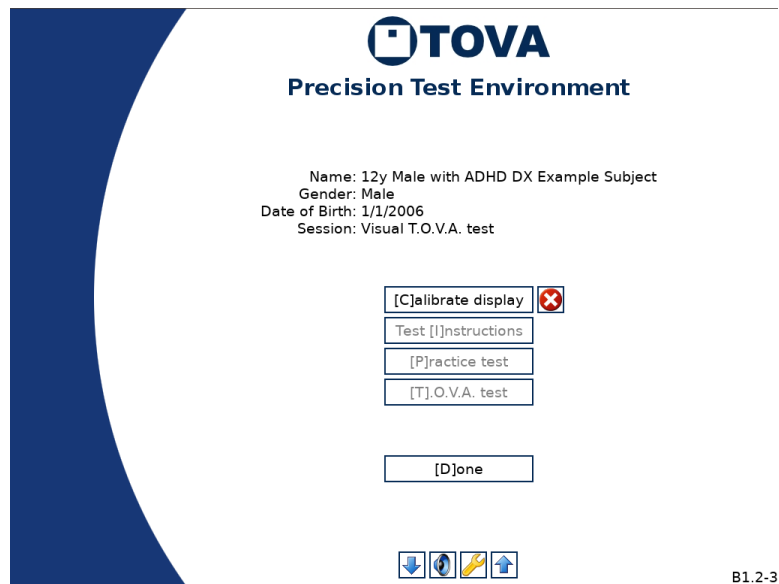 TOVA
Precision Test Environment
Name: 12y Male with ADHD DX Example Subject
Gender: Male
Date of Birth: 1/1/2006
Session: Visual T.O.V.A. test
[C]alibrate display
Test [I]nstructions
[P]ractice test
[T].O.V.A. test
[D]one
B1.2-3